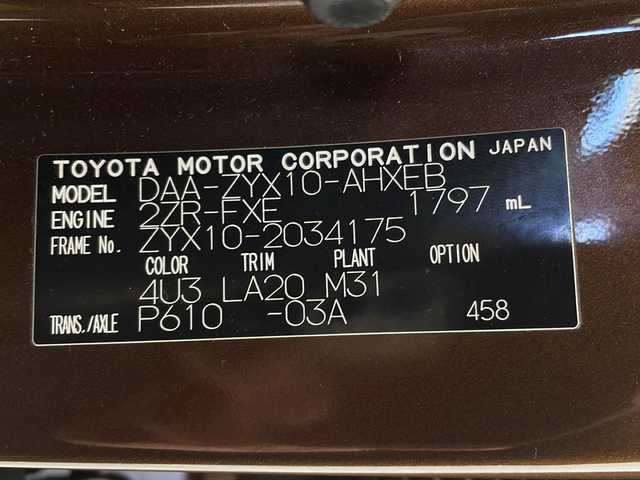 TOYOTA MOTOR CORPORATION JAPAN
MODEL DAA-ZYX10-AHXEB
ENGINE 2ZR-FXE 1797 mL
FRAME No. ZYX10-2034175
COLOR TRIM PLANT OPTION
4U3 LA20 M31
TRANS./AXLE P610 -03A 458